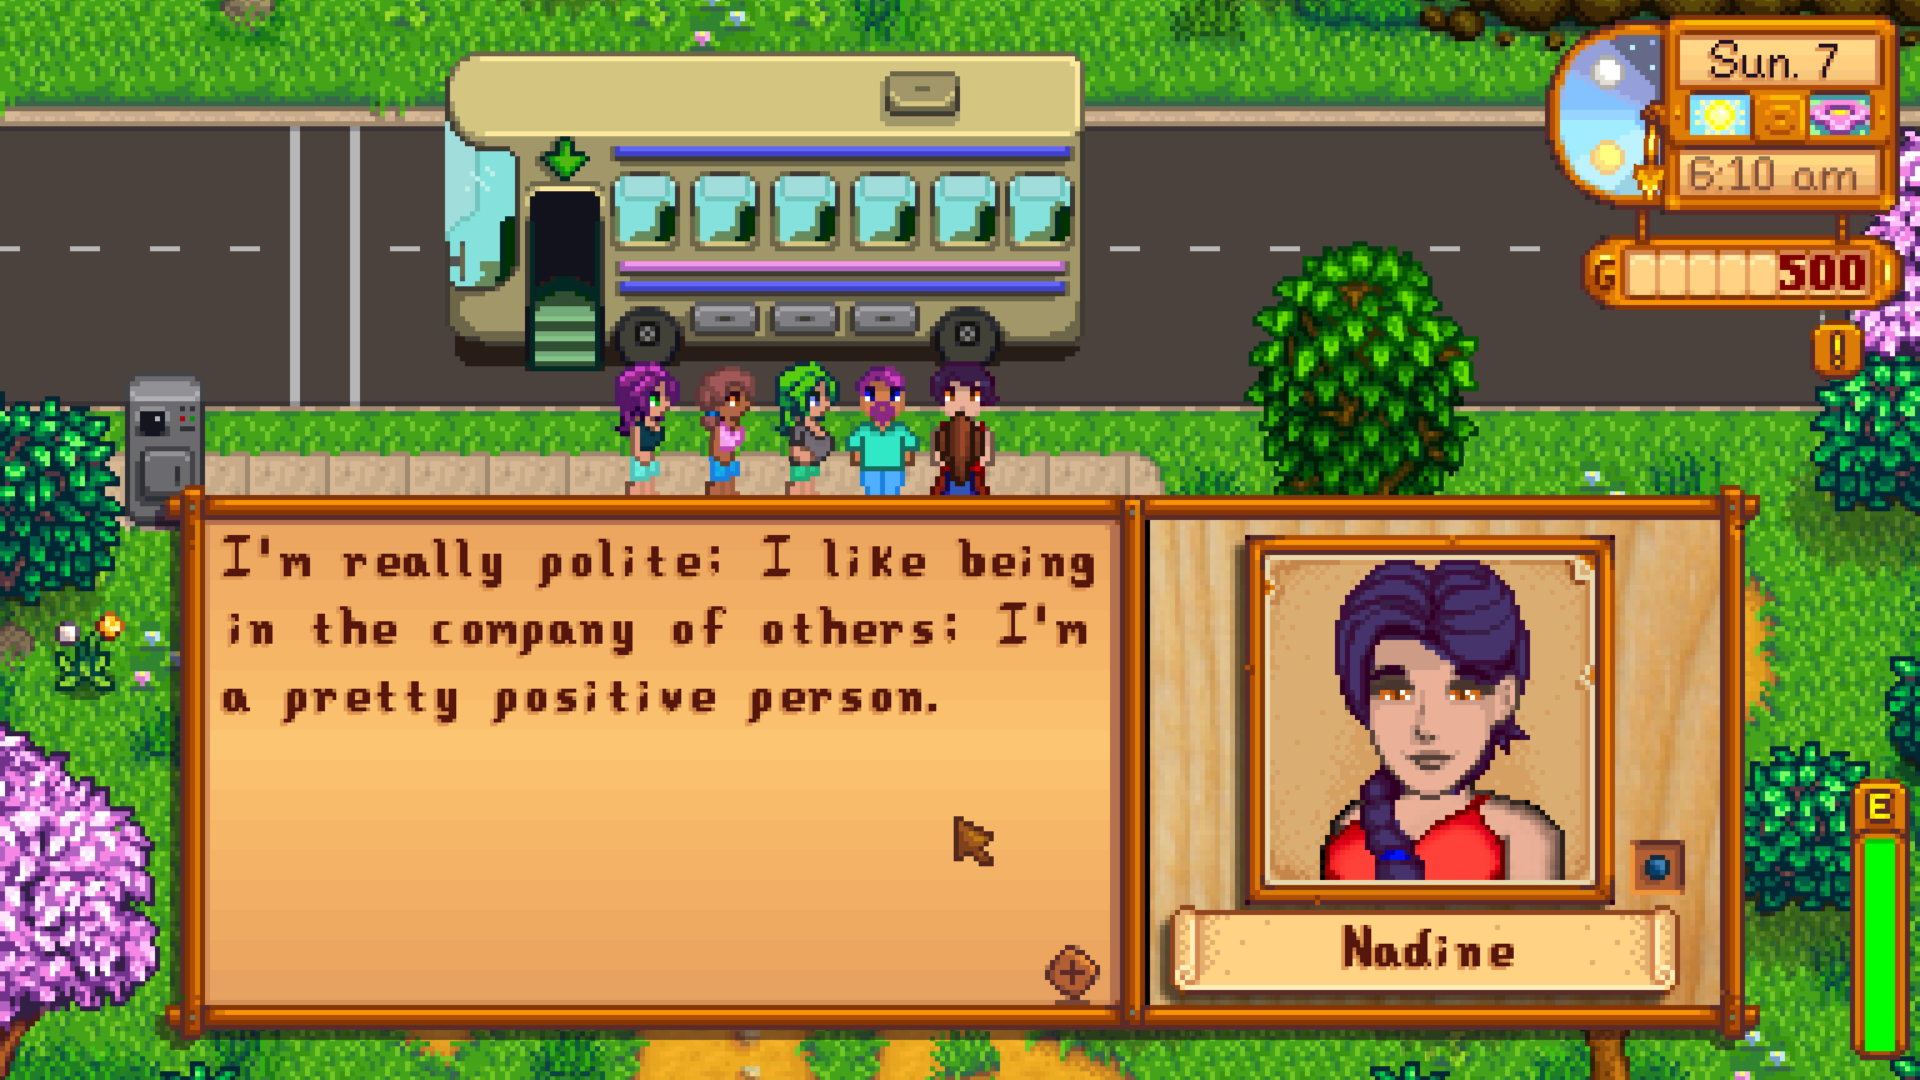 Sun. 7
6:10 am
G 500
!
I'm really polite; I like being
in the company of others; I'm
a pretty positive person.
Nadine
E